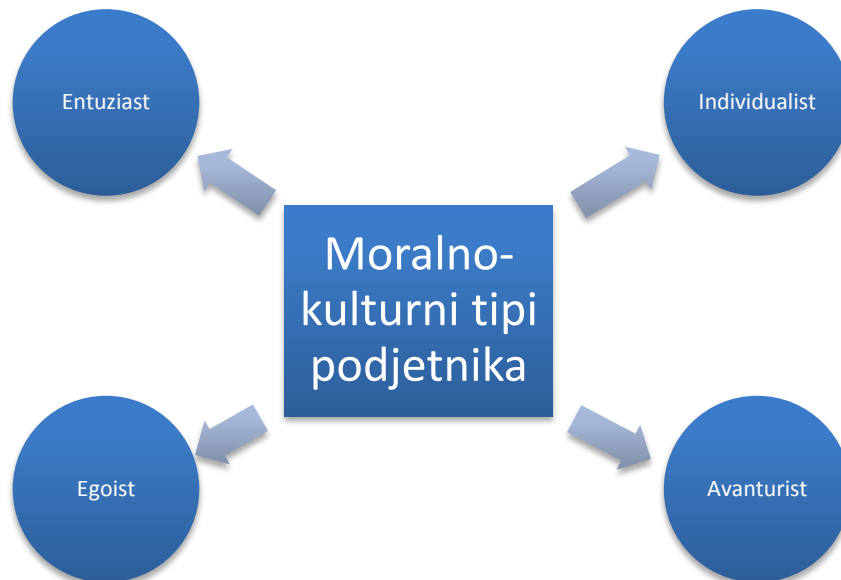 Entuziast
Individualist
Moralno-
kulturni tipi
podjetnika
Egoist
Avanturist